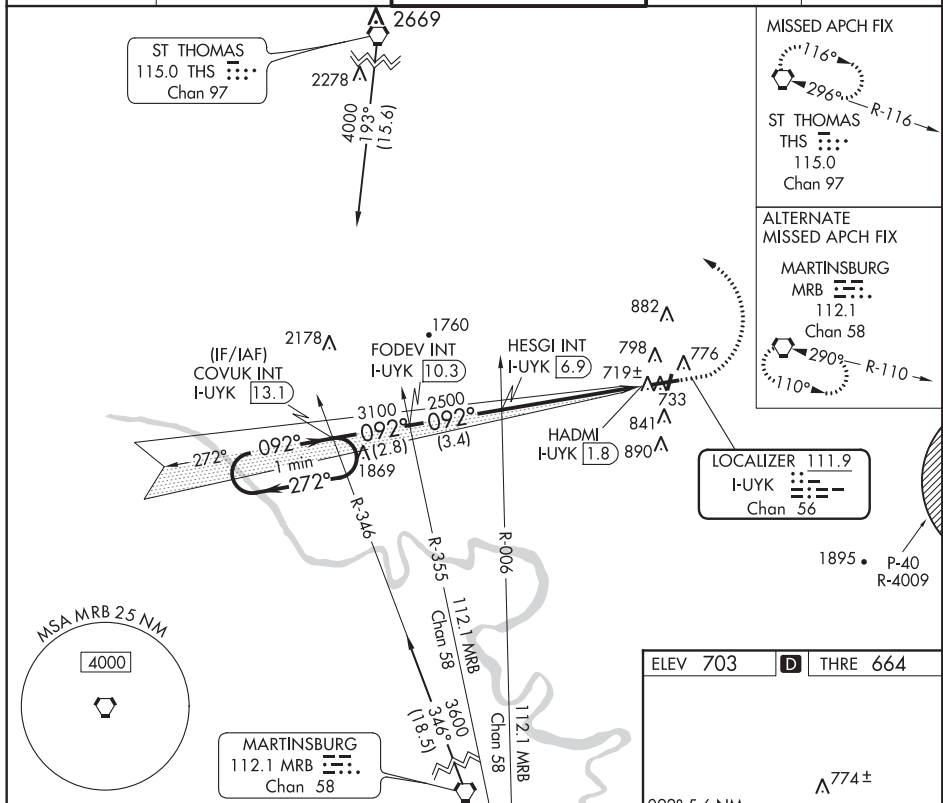 2669
ST THOMAS
115.0 THS
Chan 97
2278
4000
193°
(15.6)
MISSED APCH FIX
116°
296°
R-116
ST THOMAS
THS
115.0
Chan 97
ALTERNATE
MISSED APCH FIX
MARTINSBURG
MRB
112.1
Chan 58
290°
R-110
110°
2178
(IF/IAF)
COVUK INT
I-UYK 13.1
1760
FODEV INT
I-UYK 10.3
HESGI INT
I-UYK 6.9
882
798
776
719±
733
841
890
HADMI
I-UYK 1.8
3100
2500
092°
092°
092°
(2.8)
(3.4)
272°
1 min
272°
1869
LOCALIZER 111.9
I-UYK
Chan 56
1895
P-40
R-4009
R-346
R-355
112.1 MRB
Chan 58
R-006
112.1 MRB
Chan 58
MSA MRB 25 NM
4000
3600
346°
(18.5)
MARTINSBURG
112.1 MRB
Chan 58
ELEV 703 D THRE 664
774±